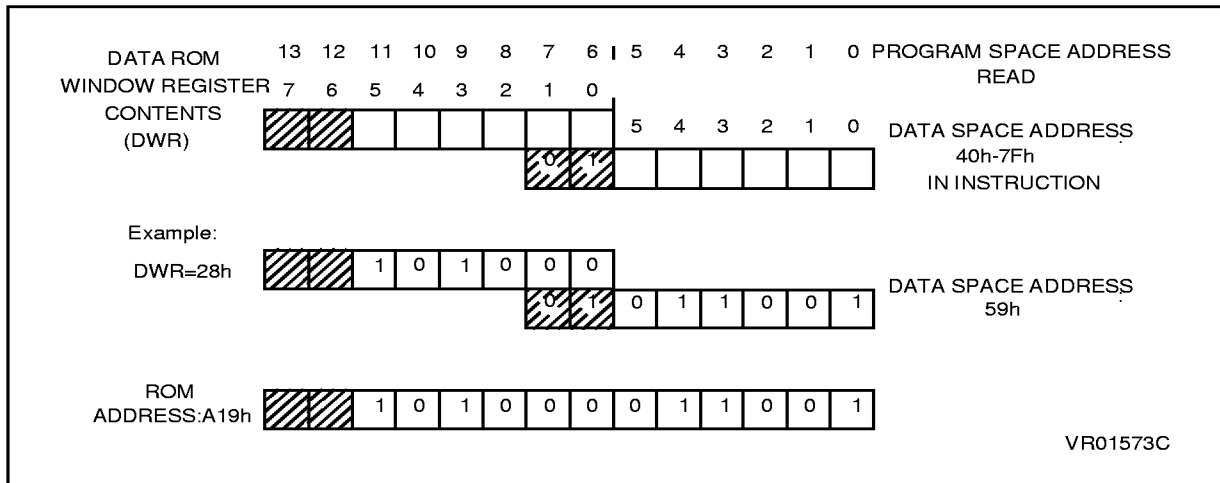 DATA ROM
WINDOW REGISTER
CONTENTS
(DWR)
13 12 11 10 9 8 7 6 5 4 3 2 1 0
PROGRAM SPACE ADDRESS
READ
7 6 5 4 3 2 1 0
5 4 3 2 1 0
DATA SPACE ADDRESS
40h-7Fh
IN INSTRUCTION
0 1
Example:
DWR=28h
1 0 1 0 0 0
0 1 0 1 1 0 0 1
DATA SPACE ADDRESS
59h
ROM
ADDRESS:A19h
1 0 1 0 0 0 0 1 1 0 0 1
VR01573C